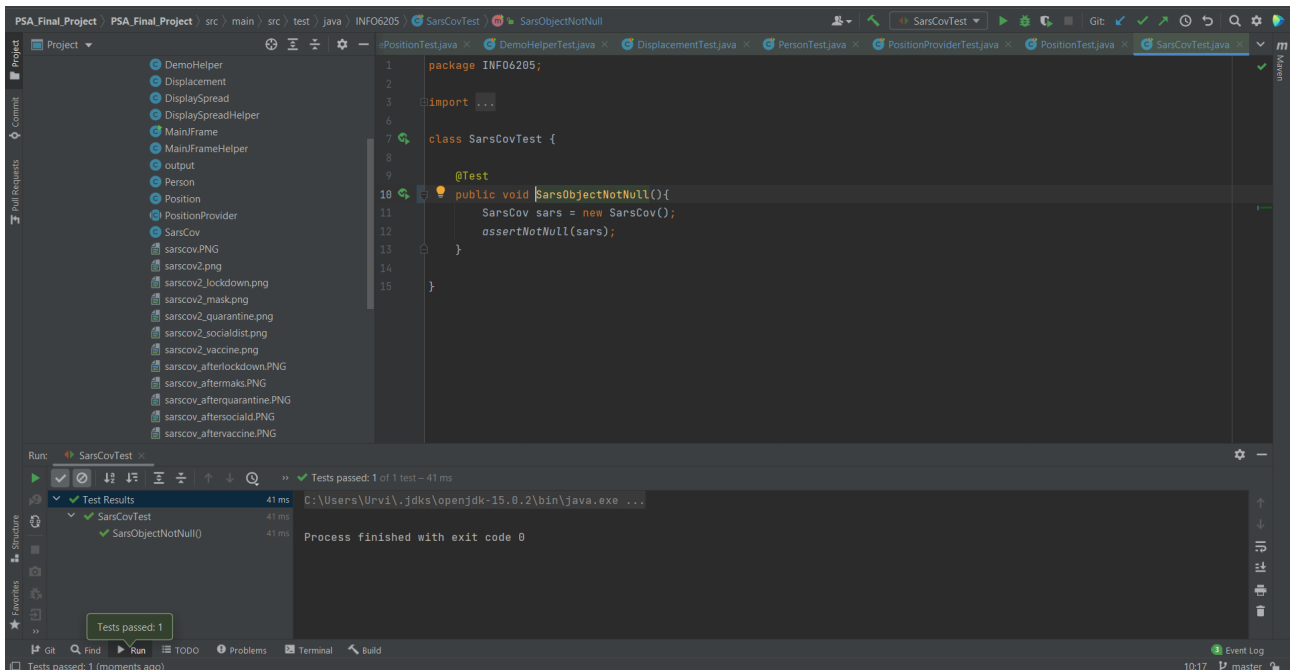 PSA_Final_Project > PSA_Final_Project > src > main > src > test > java > INFO6205 > SarsCovTest > SarsObjectNotNull
SarsCovTest
Git:
Project
ePositionTest.java
DemoHelperTest.java
DisplacementTest.java
PersonTest.java
PositionProviderTest.java
PositionTest.java
SarsCovTest.java
Project
Commit
Pull Requests
Maven
DemoHelper
Displacement
DisplaySpread
DisplaySpreadHelper
MainJFrame
MainJFrameHelper
output
Person
Position
PositionProvider
SarsCov
sarscov.PNG
sarscov2.png
sarscov2_lockdown.png
sarscov2_mask.png
sarscov2_quarantine.png
sarscov2_socialdist.png
sarscov2_vaccine.png
sarscov_afterlockdown.PNG
sarscov_aftermaks.PNG
sarscov_afterquarantine.PNG
sarscov_aftersociald.PNG
sarscov_aftervaccine.PNG
1 package INFO6205;
2
3 import ...
6
7 class SarsCovTest {
8
9 @Test
10 public void SarsObjectNotNull(){
11 SarsCov sars = new SarsCov();
12 assertNotNull(sars);
13 }
14
15 }
Run: SarsCovTest
Tests passed: 1 of 1 test – 41 ms
Test Results 41 ms
SarsCovTest 41 ms
SarsObjectNotNull() 41 ms
C:\Users\Urvi\.jdks\openjdk-15.0.2\bin\java.exe ...
Process finished with exit code 0
Structure
Favorites
Tests passed: 1
Git
Find
Run
TODO
Problems
Terminal
Build
3 Event Log
Tests passed: 1 (moments ago)
10:17 master